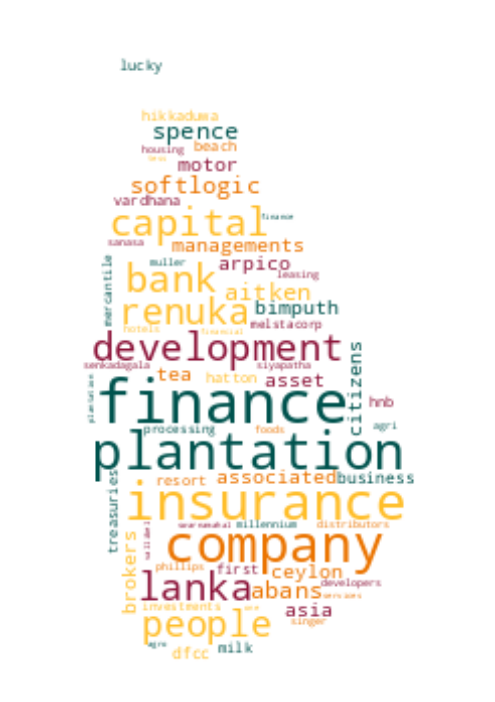 lucky
hikkaduwa
spence
housing beach
motor
softlogic
vardhana
capital finance
sanasa managements
mercantile muller arpico
bank leasing
aitken
renuka bimputh
hotels financial melstacorp
development
senkadagala siyapatha
tea hatton asset citizens
plantations finance hnb
processing foods agri
plantation
treasuries resort associated business
insurance
millennium distributors
company
brokers phillips first ceylon
lanka abans developers
services
investments asia
people singer
agro milk
dfcc